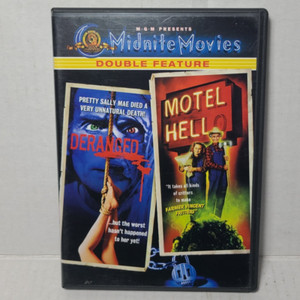 M-G-M PRESENTS
Midnite Movies
DOUBLE FEATURE
PRETTY SALLY MAE DIED A
VERY UNNATURAL DEATH!
DERANGED
...but the worst
hasn't happened
to her yet!
MOTEL
HELLO
"It takes all kinds
of critters to make
FARMER VINCENT
FRITTERS"